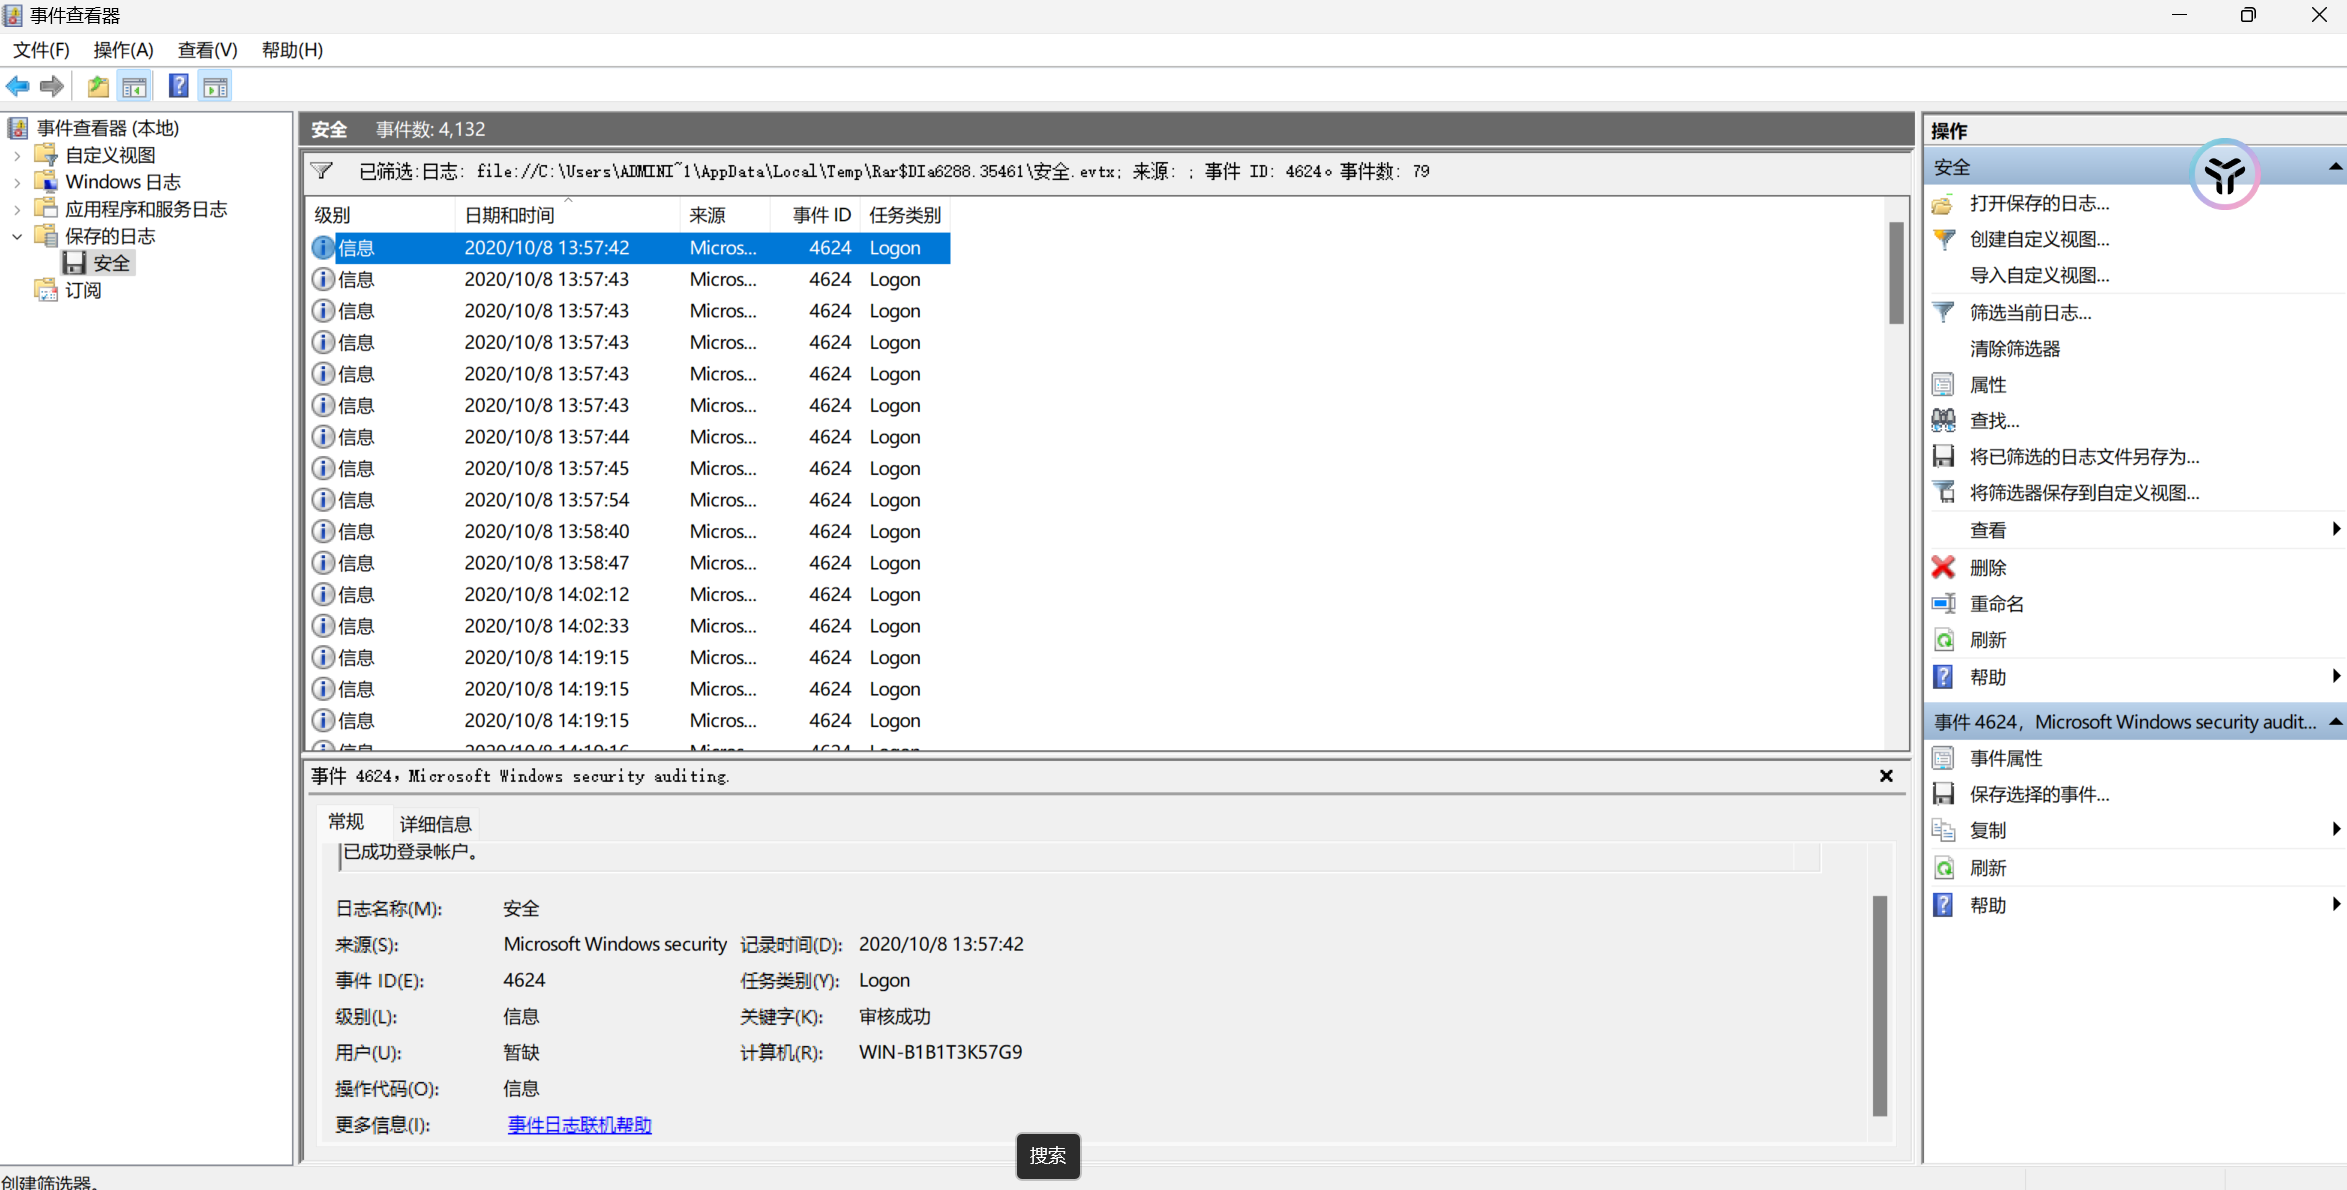 事件查看器
文件(F) 操作(A) 查看(V) 帮助(H)
事件查看器 (本地)
自定义视图
Windows 日志
应用程序和服务日志
保存的日志
安全
订阅
安全 事件数: 4,132
已筛选:日志: file://C:\Users\ADMINI~1\AppData\Local\Temp\Rar$DIa6288.35461\安全.evtx; 来源: ; 事件 ID: 4624。事件数: 79
级别 日期和时间 来源 事件 ID 任务类别
信息 2020/10/8 13:57:42 Micros... 4624 Logon
信息 2020/10/8 13:57:43 Micros... 4624 Logon
信息 2020/10/8 13:57:43 Micros... 4624 Logon
信息 2020/10/8 13:57:43 Micros... 4624 Logon
信息 2020/10/8 13:57:43 Micros... 4624 Logon
信息 2020/10/8 13:57:43 Micros... 4624 Logon
信息 2020/10/8 13:57:44 Micros... 4624 Logon
信息 2020/10/8 13:57:45 Micros... 4624 Logon
信息 2020/10/8 13:57:54 Micros... 4624 Logon
信息 2020/10/8 13:58:40 Micros... 4624 Logon
信息 2020/10/8 13:58:47 Micros... 4624 Logon
信息 2020/10/8 14:02:12 Micros... 4624 Logon
信息 2020/10/8 14:02:33 Micros... 4624 Logon
信息 2020/10/8 14:19:15 Micros... 4624 Logon
信息 2020/10/8 14:19:15 Micros... 4624 Logon
信息 2020/10/8 14:19:15 Micros... 4624 Logon
信息 2020/10/8 14:19:16 Micros... 4624 Logon
事件 4624，Microsoft Windows security auditing.
常规 详细信息
已成功登录帐户。
日志名称(M): 安全
来源(S): Microsoft Windows security 记录时间(D): 2020/10/8 13:57:42
事件 ID(E): 4624 任务类别(Y): Logon
级别(L): 信息 关键字(K): 审核成功
用户(U): 暂缺 计算机(R): WIN-B1B1T3K57G9
操作代码(O): 信息
更多信息(I): 事件日志联机帮助
搜索
创建筛选器。
操作
安全
打开保存的日志...
创建自定义视图...
导入自定义视图...
筛选当前日志...
清除筛选器
属性
查找...
将已筛选的日志文件另存为...
将筛选器保存到自定义视图...
查看
删除
重命名
刷新
帮助
事件 4624，Microsoft Windows security audit...
事件属性
保存选择的事件...
复制
刷新
帮助